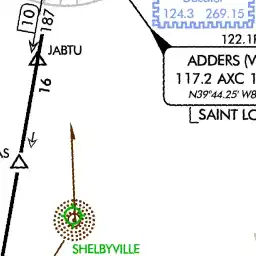 124.3 269.15
122.1
10
187
JABTU
ADDERS
117.2 AXC
N39°44.25' W8
SAINT
16
SHELBYVILLE